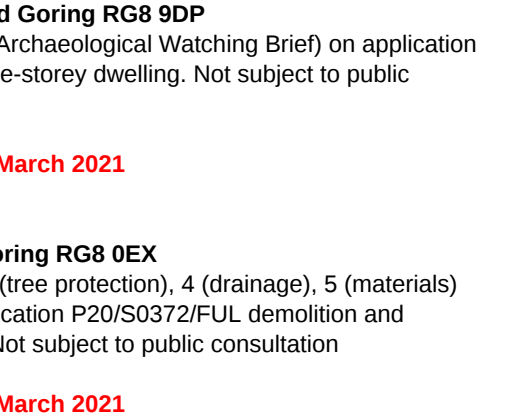 d Goring RG8 9DP
Archaeological Watching Brief) on application
e-storey dwelling. Not subject to public
March 2021
oring RG8 0EX
(tree protection), 4 (drainage), 5 (materials)
cation P20/S0372/FUL demolition and
Not subject to public consultation
March 2021